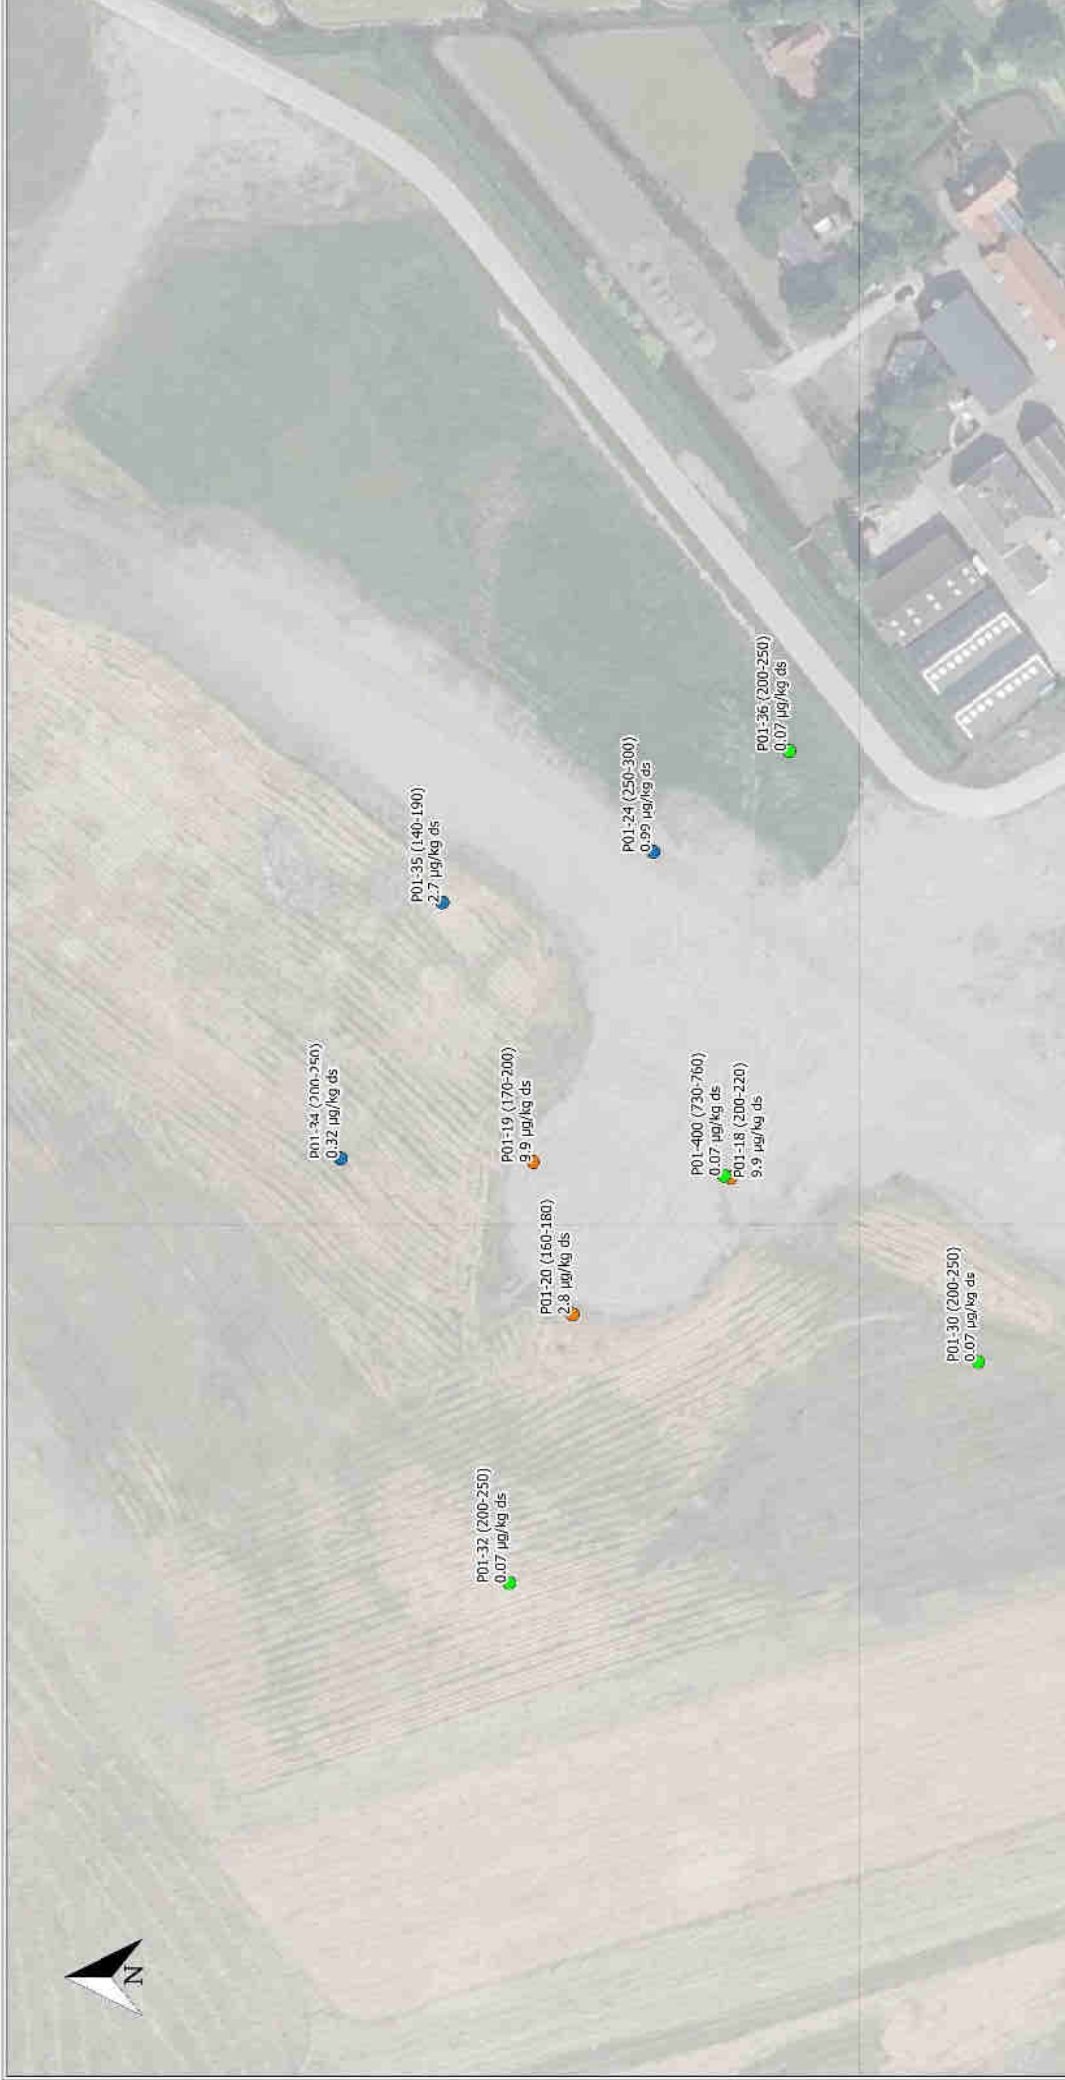 N
P01-34 (200-250)
0.32 µg/kg ds
P01-35 (140-190)
2.7 µg/kg ds
P01-32 (200-250)
0.07 µg/kg ds
P01-19 (170-200)
9.9 µg/kg ds
P01-20 (160-180)
2.8 µg/kg ds
P01-24 (250-300)
0.99 µg/kg ds
P01-400 (730-760)
0.07 µg/kg ds
P01-18 (200-220)
9.9 µg/kg ds
P01-36 (200-250)
0.07 µg/kg ds
P01-30 (200-250)
0.07 µg/kg ds